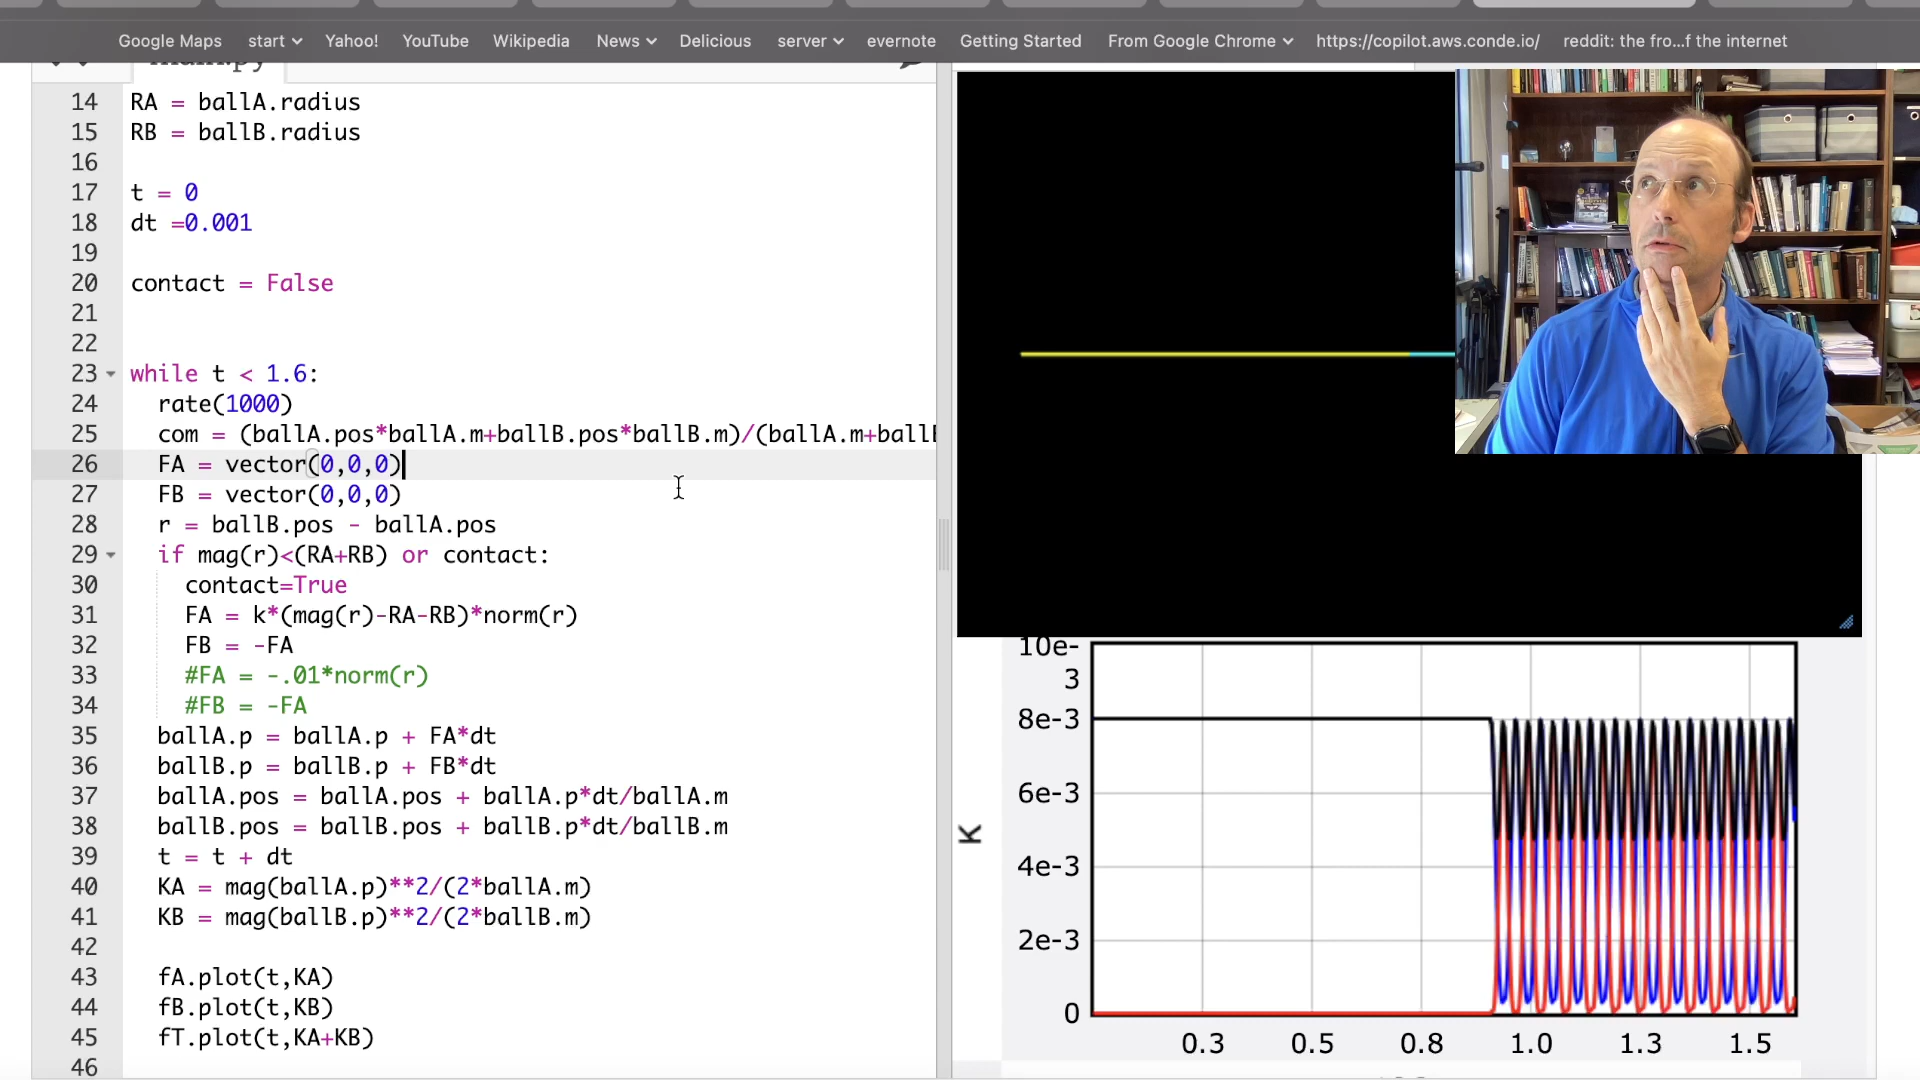 Google Maps start Yahoo! YouTube Wikipedia News Delicious server evernote Getting Started From Google Chrome https://copilot.aws.conde.io/ reddit: the fro...f the internet
main.py
14 RA = ballA.radius
15 RB = ballB.radius
16
17 t = 0
18 dt =0.001
19
20 contact = False
21
22
23 while t < 1.6:
24 rate(1000)
25 com = (ballA.pos*ballA.m+ballB.pos*ballB.m)/(ballA.m+ballB
26 FA = vector(0,0,0)
27 FB = vector(0,0,0)
28 r = ballB.pos - ballA.pos
29 if mag(r)<(RA+RB) or contact:
30 contact=True
31 FA = k*(mag(r)-RA-RB)*norm(r)
32 FB = -FA
33 #FA = -.01*norm(r)
34 #FB = -FA
35 ballA.p = ballA.p + FA*dt
36 ballB.p = ballB.p + FB*dt
37 ballA.pos = ballA.pos + ballA.p*dt/ballA.m
38 ballB.pos = ballB.pos + ballB.p*dt/ballB.m
39 t = t + dt
40 KA = mag(ballA.p)**2/(2*ballA.m)
41 KB = mag(ballB.p)**2/(2*ballB.m)
42
43 fA.plot(t,KA)
44 fB.plot(t,KB)
45 fT.plot(t,KA+KB)
46
10e-
3
8e-3
6e-3
K
4e-3
2e-3
0
0.3 0.5 0.8 1.0 1.3 1.5